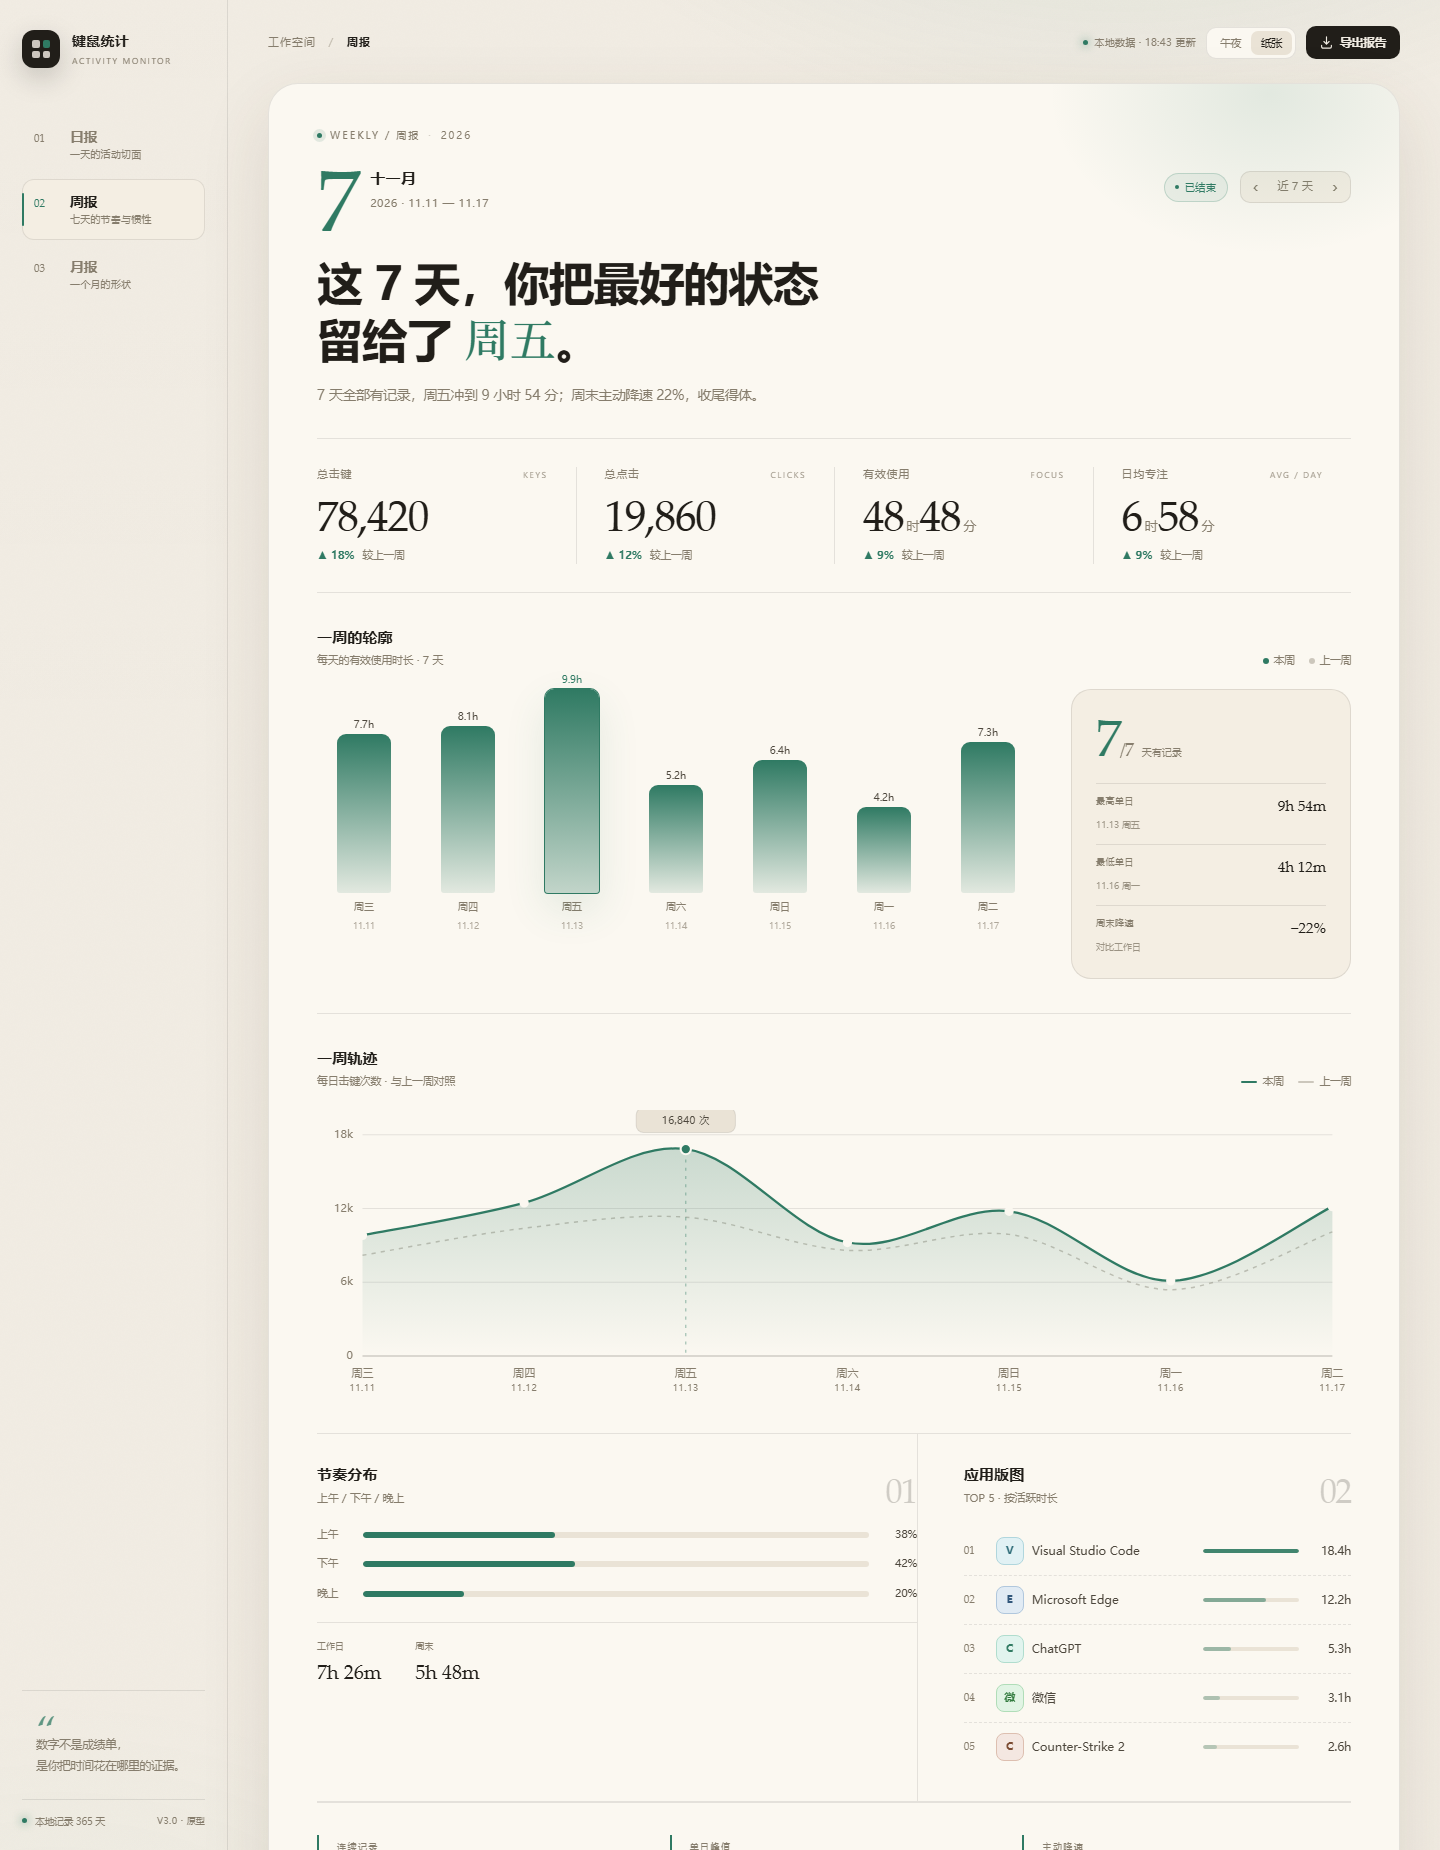 键鼠统计
ACTIVITY MONITOR
01 日报
一天的活动切面
02 周报
七天的节奏与惯性
03 月报
一个月的形状
“
数字不是成绩单，
是你把时间花在哪里的证据。
本地记录 365 天 V3.0 · 原型
工作空间 / 周报
本地数据 · 18:43 更新 午夜 纸张 导出报告
WEEKLY / 周报 · 2026
7 十一月
2026 · 11.11 — 11.17
已结束 ‹ 近 7 天 ›
这 7 天，你把最好的状态
留给了 周五。
7 天全部有记录，周五冲到 9 小时 54 分；周末主动降速 22%，收尾得体。
总击键 KEYS
78,420
▲ 18% 较上一周
总点击 CLICKS
19,860
▲ 12% 较上一周
有效使用 FOCUS
48时48分
▲ 9% 较上一周
日均专注 AVG / DAY
6时58分
▲ 9% 较上一周
一周的轮廓
每天的有效使用时长 · 7 天
本周 上一周
7.7h 8.1h 9.9h 5.2h 6.4h 4.2h 7.3h
周三 周四 周五 周六 周日 周一 周二
11.11 11.12 11.13 11.14 11.15 11.16 11.17
7/7 天有记录
最高单日 9h 54m
11.13 周五
最低单日 4h 12m
11.16 周一
周末降速 −22%
对比工作日
一周轨迹
每日击键次数 · 与上一周对照
本周 上一周
16,840 次
18k
12k
6k
0
周三 周四 周五 周六 周日 周一 周二
11.11 11.12 11.13 11.14 11.15 11.16 11.17
节奏分布
上午 / 下午 / 晚上
01
上午 38%
下午 42%
晚上 20%
工作日 周末
7h 26m 5h 48m
应用版图
TOP 5 · 按活跃时长
02
01 V Visual Studio Code 18.4h
02 E Microsoft Edge 12.2h
03 C ChatGPT 5.3h
04 微 微信 3.1h
05 C Counter-Strike 2 2.6h
连续记录 单日峰值 主动降速